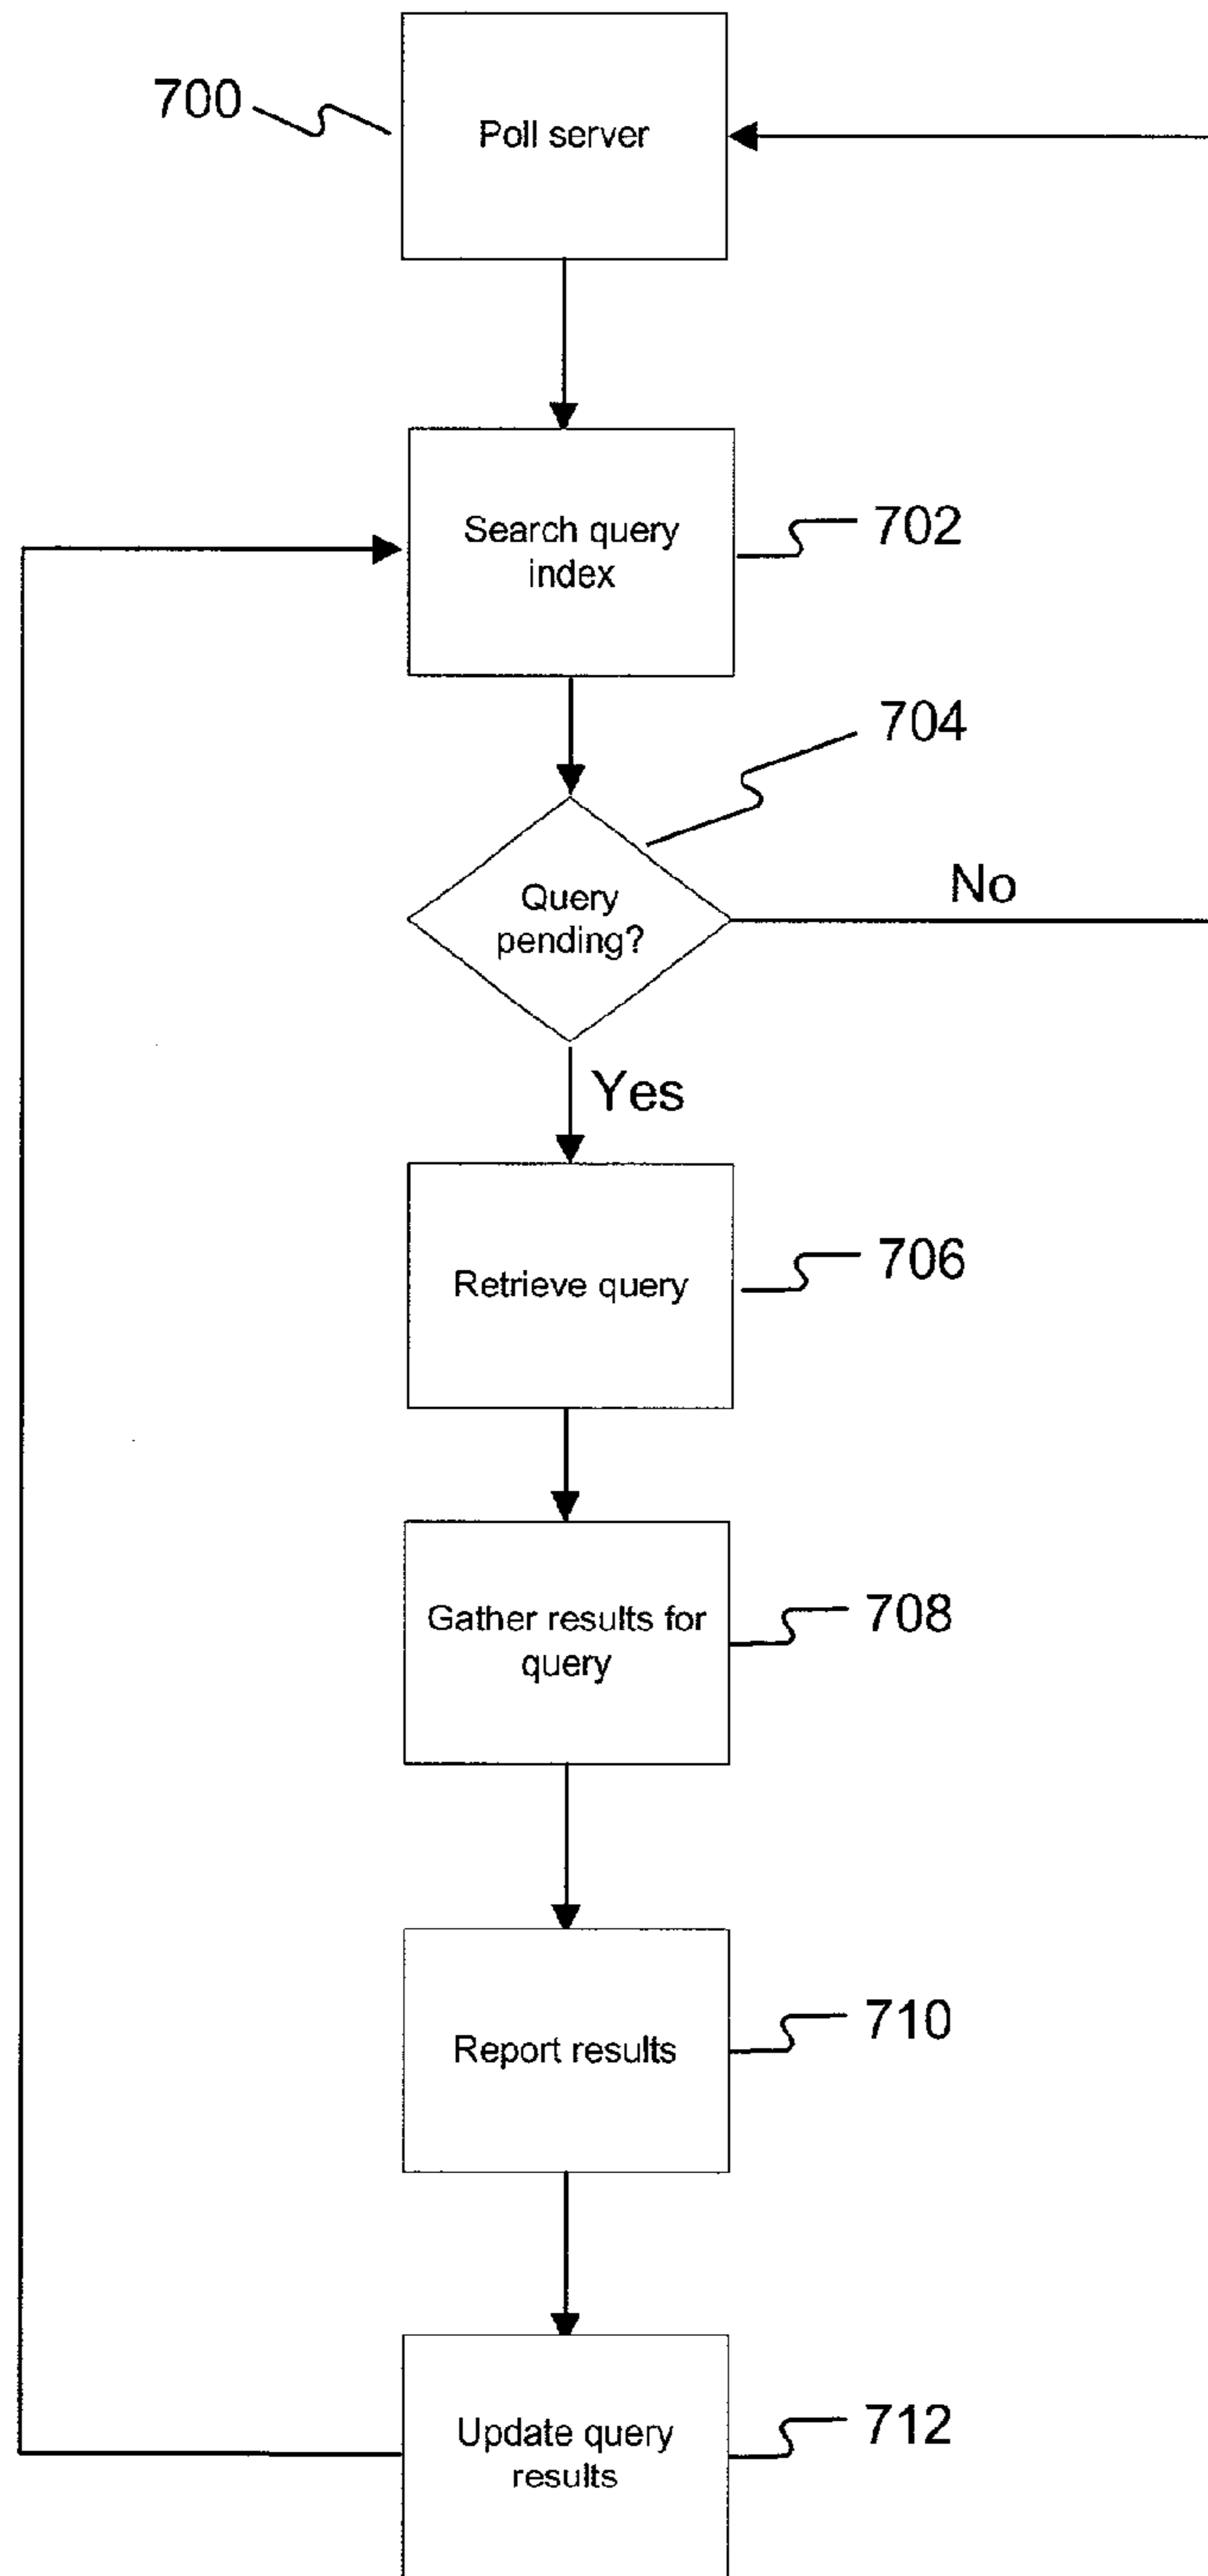 700
Poll server
Search query
index
702
704
Query
pending?
No
Yes
Retrieve query
706
Gather results for
query
708
Report results
710
Update query
results
712